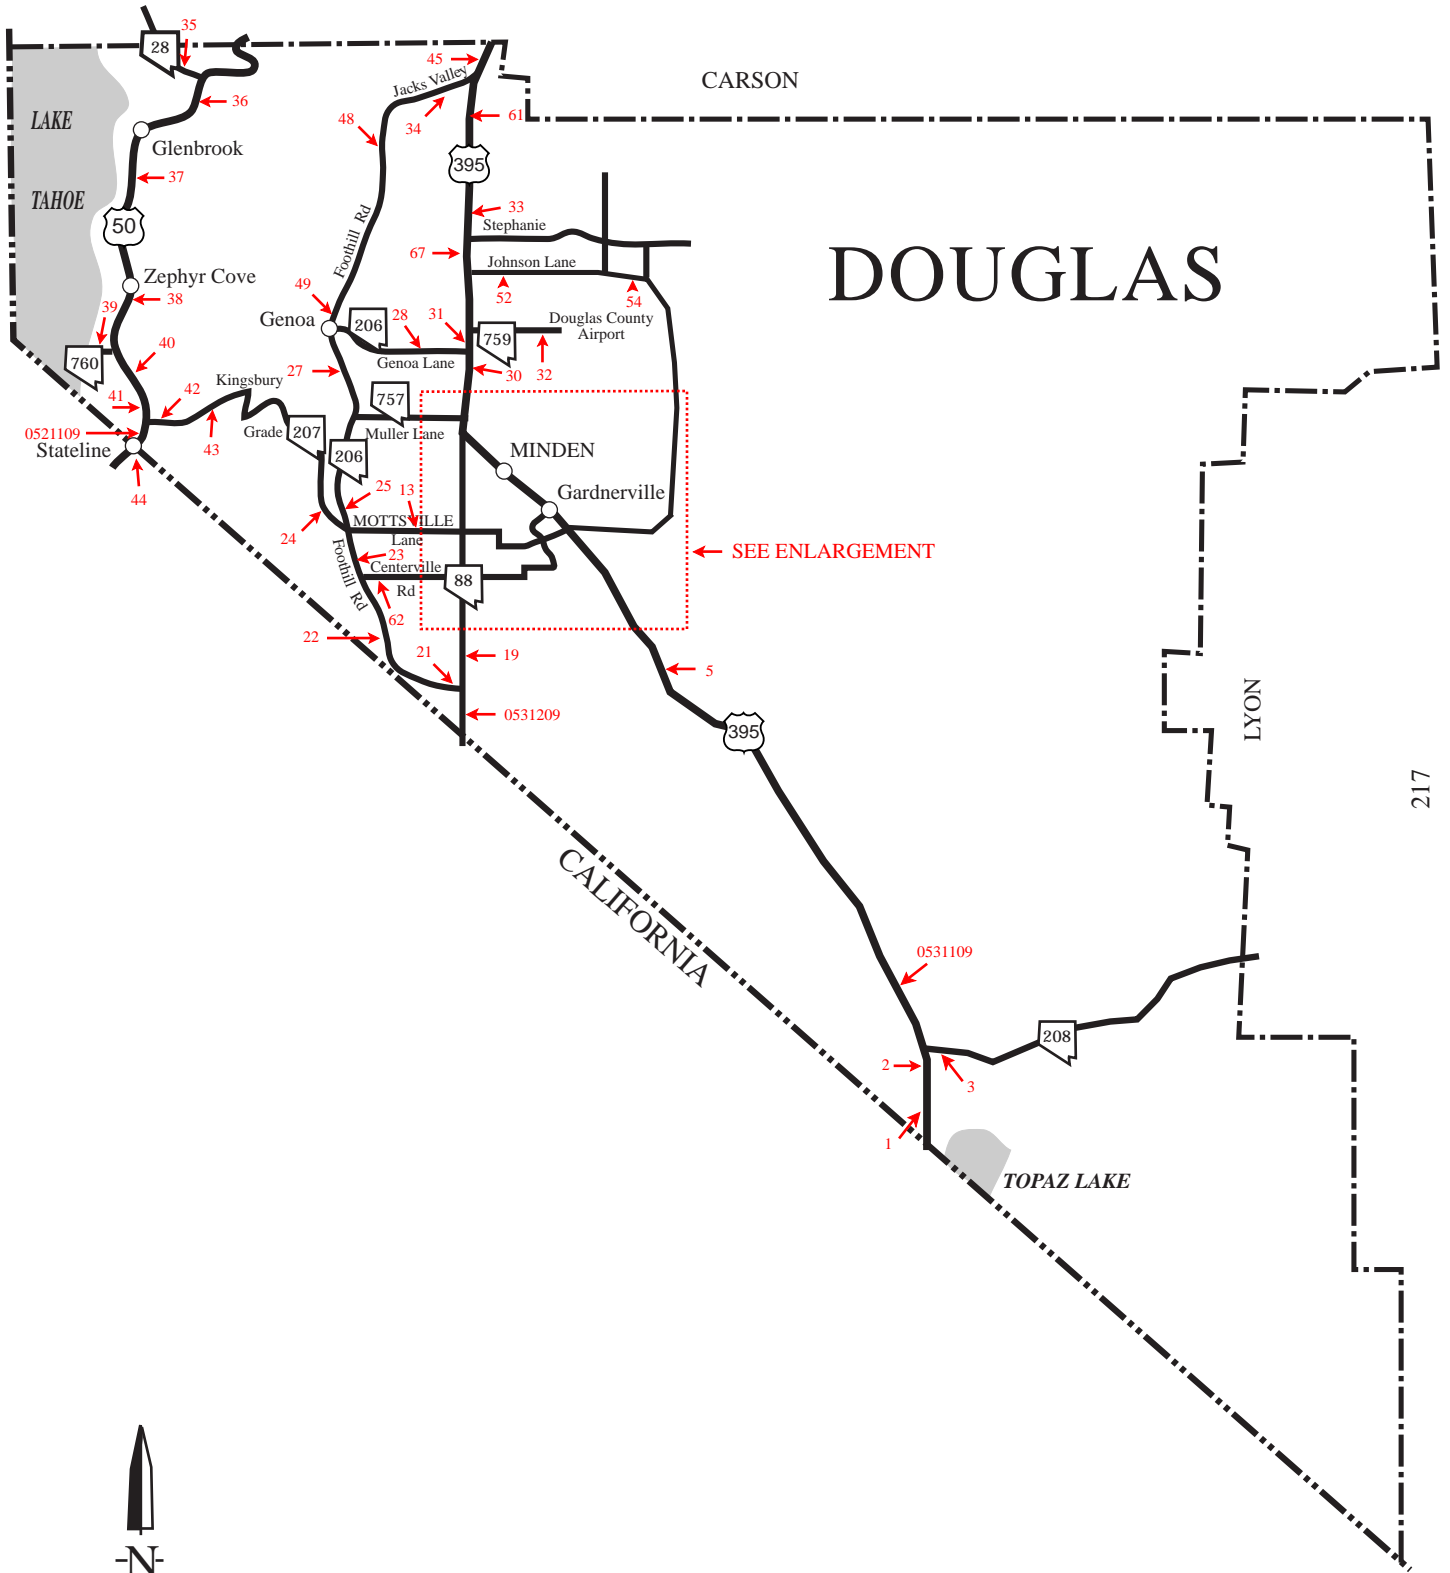 35
28
45
CARSON
Jacks Valley
36
34
61
LAKE
48
Glenbrook
395
37
TAHOE
Foothill Rd
33
50
Stephanie
67
DOUGLAS
Johnson Lane
Zephyr Cove
49
52
54
38
39
Genoa
206
28
31
Douglas County
Airport
759
760
40
Genoa Lane
27
30
32
Kingsbury
41
42
757
0521109
Grade
207
Muller Lane
Stateline
43
206
MINDEN
44
25
13
Gardnerville
24
MOTTSVILLE
Lane
SEE ENLARGEMENT
23
Centerville
Rd
88
Foothill Rd
62
22
21
19
5
0531209
LYON
395
217
CALIFORNIA
0531109
208
2
3
1
TOPAZ LAKE
-N-